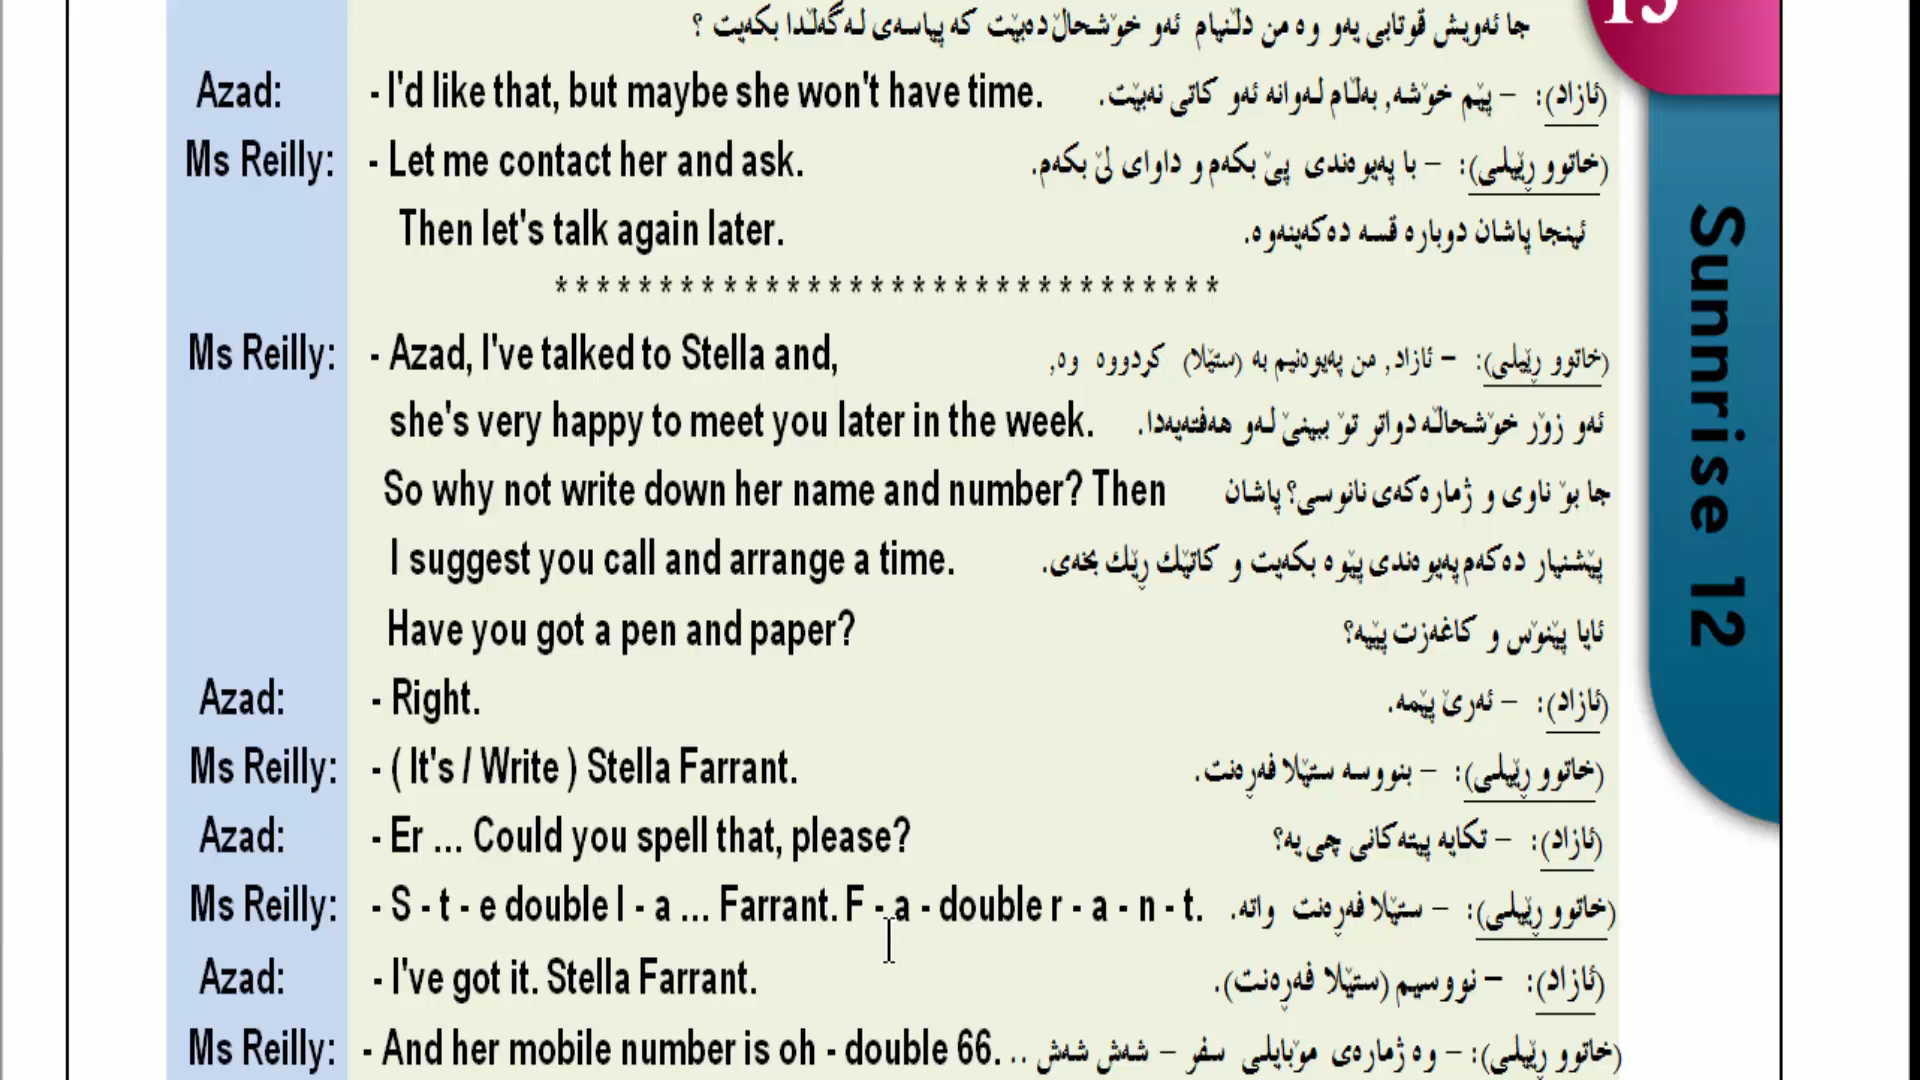 جا ئەویش قوتابی یەو وە من دڵنیام ئەو خۆشحاڵ دەبێت کە پیاسەی لەگەڵدا بکەیت ؟
15
Azad: - I'd like that, but maybe she won't have time. (ئازاد): – پێم خۆشە, بەڵام لەوانە ئەو کاتی نەبێت.
Ms Reilly: - Let me contact her and ask. (خاتوو ڕێیلی): – با پەیوەندی پێ بکەم و داوای لێ بکەم.
Then let's talk again later. ئینجا پاشان دوبارە قسە دەکەینەوە.
* * * * * * * * * * * * * * * * * * * * * * * * * * * * * * * *
Ms Reilly: - Azad, I've talked to Stella and, (خاتوو ڕێیلی): – ئازاد, من پەیوەنیم بە (ستێلا) کردووە وە,
she's very happy to meet you later in the week. ئەو زۆر خۆشحاڵە دواتر تۆ ببینێ لەو هەفتەیەدا.
So why not write down her name and number? Then جا بۆ ناوی و ژمارەکەی نانوسی؟ پاشان
I suggest you call and arrange a time. پێشنیار دەکەم پەیوەندی پێوە بکەیت و کاتێك ڕێك بخەی.
Have you got a pen and paper? ئایا پێنوس و کاغەزت پێیە؟
Azad: - Right. (ئازاد): – ئەرێ پێمە.
Ms Reilly: - ( It's / Write ) Stella Farrant. (خاتوو ڕێیلی): – بنووسە ستێلا فەڕەنت.
Azad: - Er ... Could you spell that, please? (ئازاد): – تکایە پیتەکانی چی یە؟
Ms Reilly: - S - t - e double l - a ... Farrant. F - a - double r - a - n - t. (خاتوو ڕێیلی): – ستێلا فەڕەنت واتە.
Azad: - I've got it. Stella Farrant. (ئازاد): – نووسیم (ستێلا فەڕەنت).
Ms Reilly: - And her mobile number is oh - double 66. (خاتوو ڕێیلی): – وە ژمارەی مۆبایلی سفر – شەش شەش ..
Sunrise 12